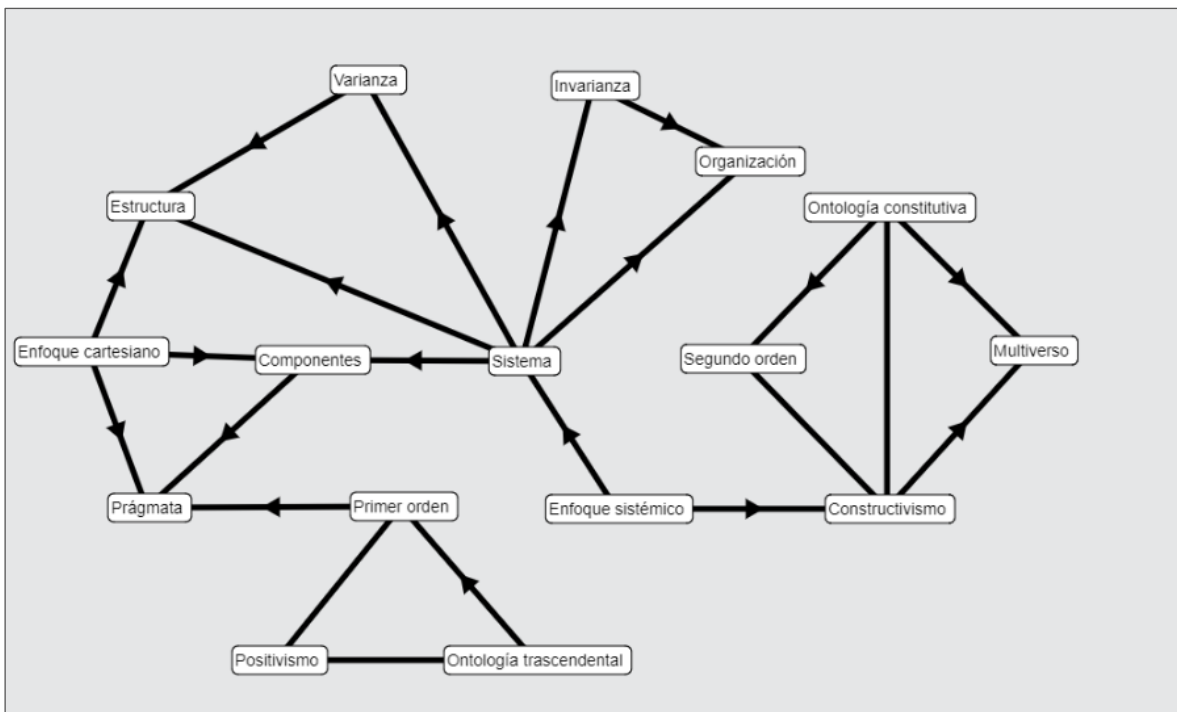 Varianza
Invarianza
Organización
Estructura
Ontología constitutiva
Enfoque cartesiano
Componentes
Sistema
Segundo orden
Multiverso
Prágmata
Primer orden
Enfoque sistémico
Constructivismo
Positivismo
Ontología trascendental